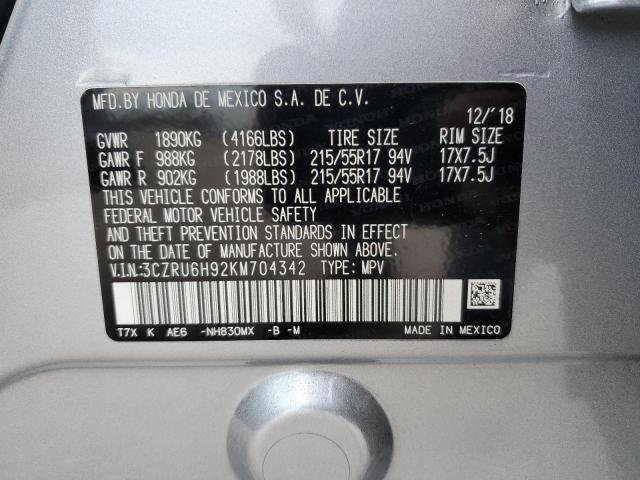 MFD.BY HONDA DE MEXICO S.A. DE C.V.
12/'18
GVWR 1890KG (4166LBS) TIRE SIZE RIM SIZE
GAWR F 988KG (2178LBS) 215/55R17 94V 17X7.5J
GAWR R 902KG (1988LBS) 215/55R17 94V 17X7.5J
THIS VEHICLE CONFORMS TO ALL APPLICABLE
FEDERAL MOTOR VEHICLE SAFETY
AND THEFT PREVENTION STANDARDS IN EFFECT
ON THE DATE OF MANUFACTURE SHOWN ABOVE.
V.I.N:3CZRU6H92KM704342 TYPE: MPV
T7X K AE6 -NH830MX -B -M MADE IN MEXICO